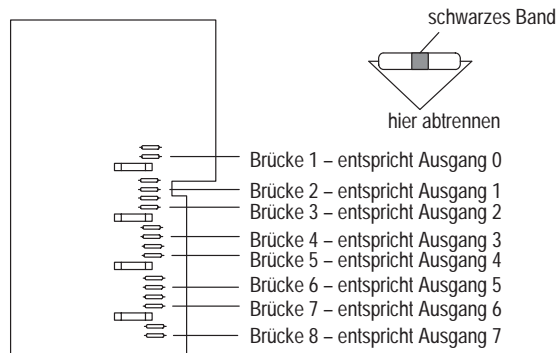 schwarzes Band
hier abtrennen
Brücke 1 – entspricht Ausgang 0
Brücke 2 – entspricht Ausgang 1
Brücke 3 – entspricht Ausgang 2
Brücke 4 – entspricht Ausgang 3
Brücke 5 – entspricht Ausgang 4
Brücke 6 – entspricht Ausgang 5
Brücke 7 – entspricht Ausgang 6
Brücke 8 – entspricht Ausgang 7